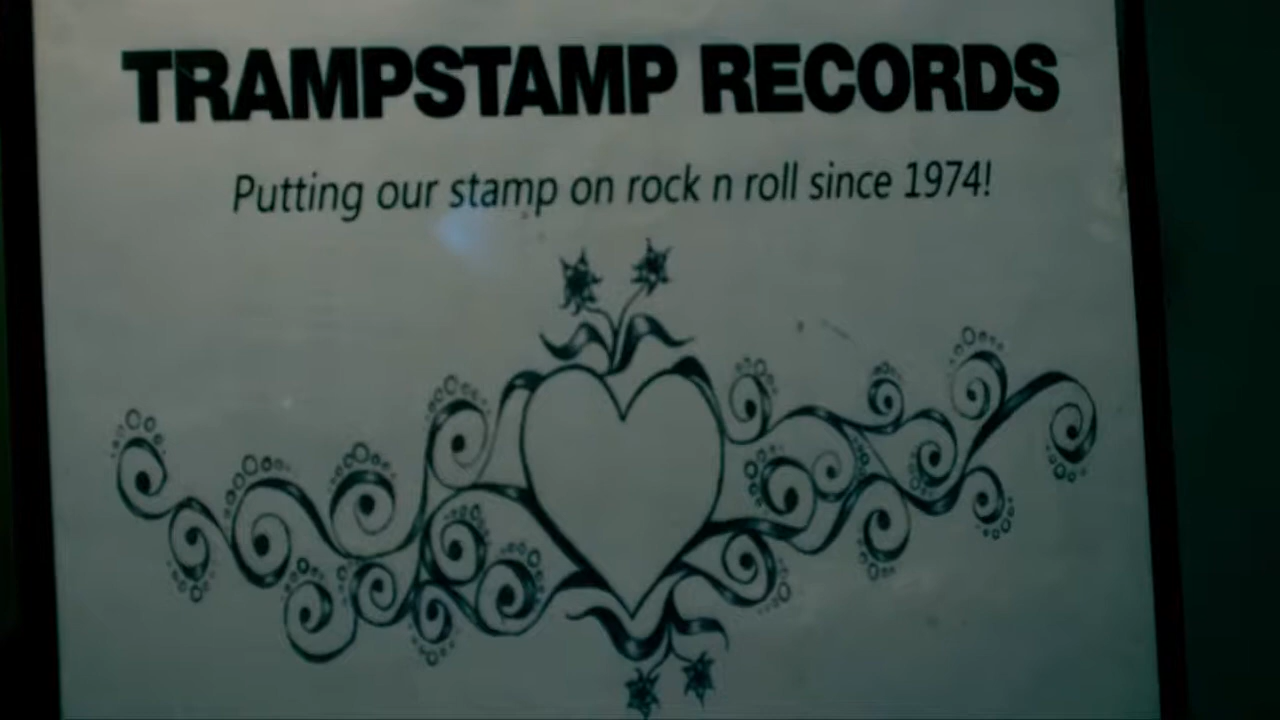 TRAMPSTAMP RECORDS
Putting our stamp on rock n roll since 1974!